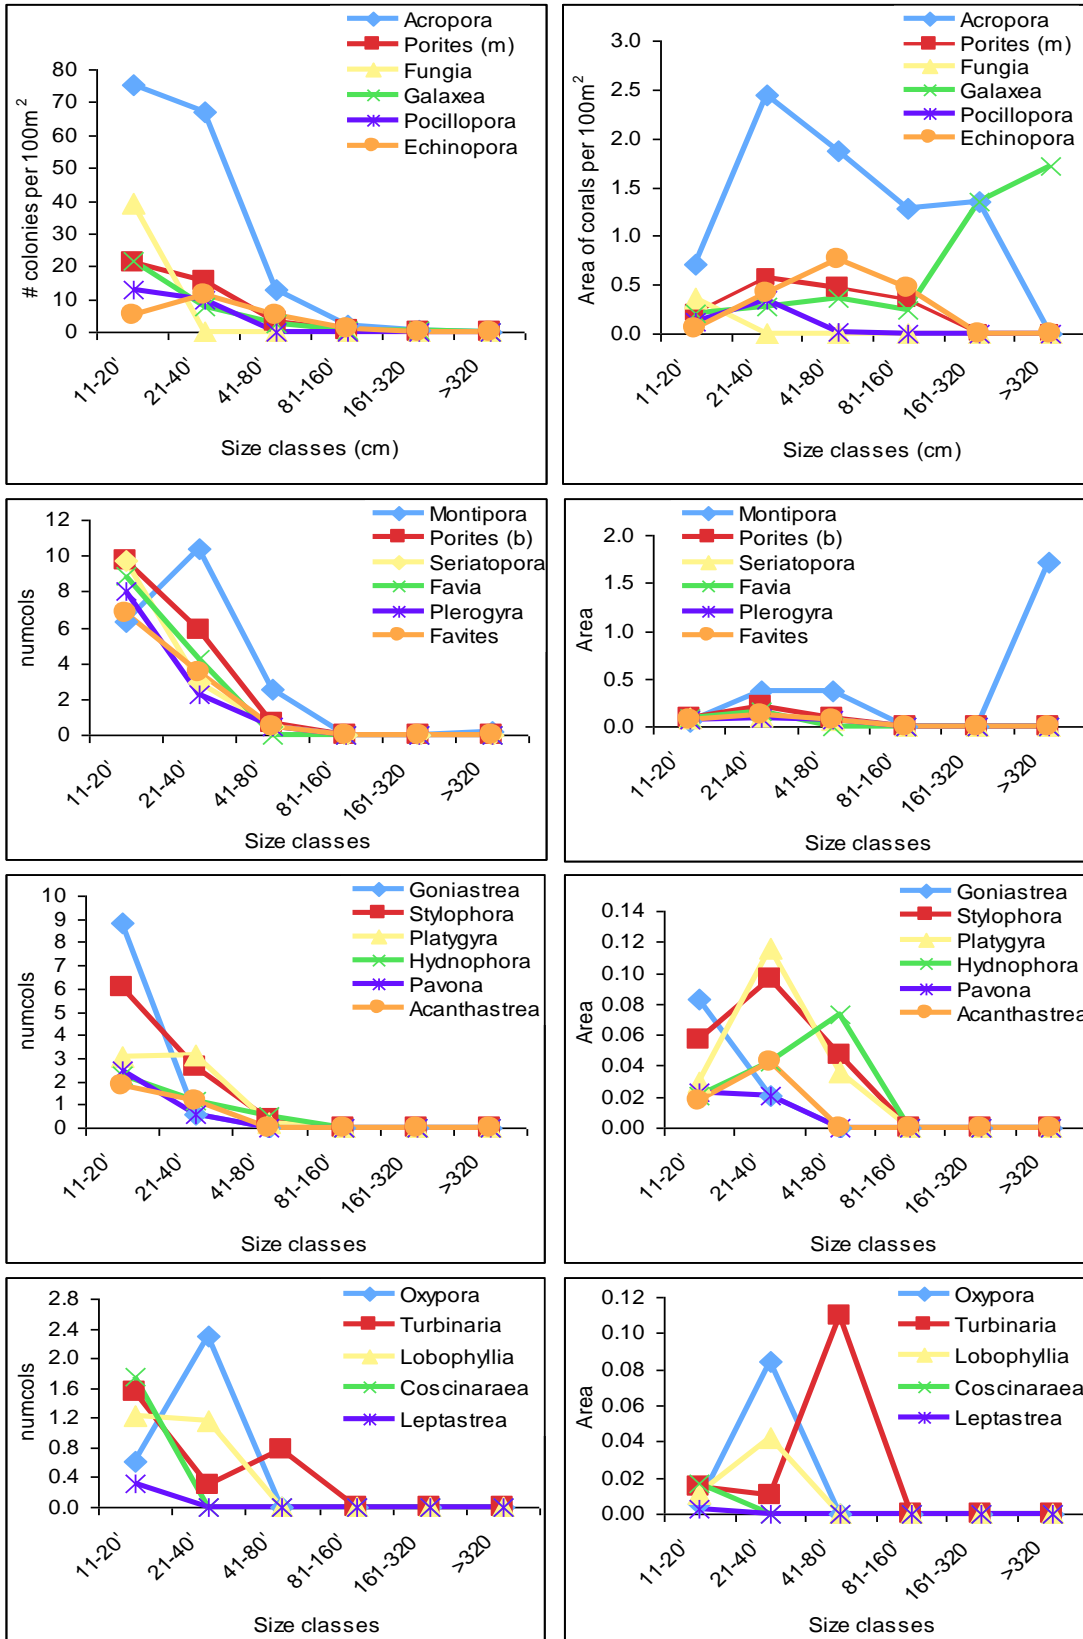 Acropora
Porites (m)
Fungia
Galaxea
Pocillopora
Echinopora
# colonies per 100m²
80
70
60
50
40
30
20
10
0
11-20'
21-40'
41-80'
81-160'
161-320
>320
Size classes (cm)
Acropora
Porites (m)
Fungia
Galaxea
Pocillopora
Echinopora
Area of corals per 100m²
3.0
2.5
2.0
1.5
1.0
0.5
0.0
11-20'
21-40'
41-80'
81-160'
161-320
>320
Size classes (cm)
Montipora
Porites (b)
Seriatopora
Favia
Plerogyra
Favites
numcols
12
10
8
6
4
2
0
11-20'
21-40'
41-80'
81-160'
161-320
>320
Size classes
Montipora
Porites (b)
Seriatopora
Favia
Plerogyra
Favites
Area
2.0
1.5
1.0
0.5
0.0
11-20'
21-40'
41-80'
81-160'
161-320
>320
Size classes
Goniastrea
Stylophora
Platygyra
Hydnophora
Pavona
Acanthastrea
numcols
10
9
8
7
6
5
4
3
2
1
0
11-20'
21-40'
41-80'
81-160'
161-320
>320
Size classes
Goniastrea
Stylophora
Platygyra
Hydnophora
Pavona
Acanthastrea
Area
0.14
0.12
0.10
0.08
0.06
0.04
0.02
0.00
11-20'
21-40'
41-80'
81-160'
161-320
>320
Size classes
Oxypora
Turbinaria
Lobophyllia
Coscinaraea
Leptastrea
numcols
2.8
2.4
2.0
1.6
1.2
0.8
0.4
0.0
11-20'
21-40'
41-80'
81-160'
161-320
>320
Size classes
Oxypora
Turbinaria
Lobophyllia
Coscinaraea
Leptastrea
Area
0.12
0.10
0.08
0.06
0.04
0.02
0.00
11-20'
21-40'
41-80'
81-160'
161-320
>320
Size classes